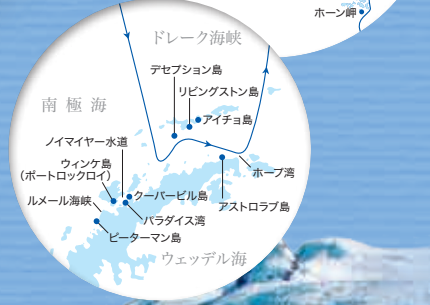 ホーン岬
ドレーク海峡
デセプション島
リビングストン島
アイチョ島
南極海
ノイマイヤー水道
ウィンケ島
(ポートロックロイ)
ホープ湾
ルメール海峡
クーパービル島
アストロラブ島
パラダイス湾
ピーターマン島
ウェッデル海